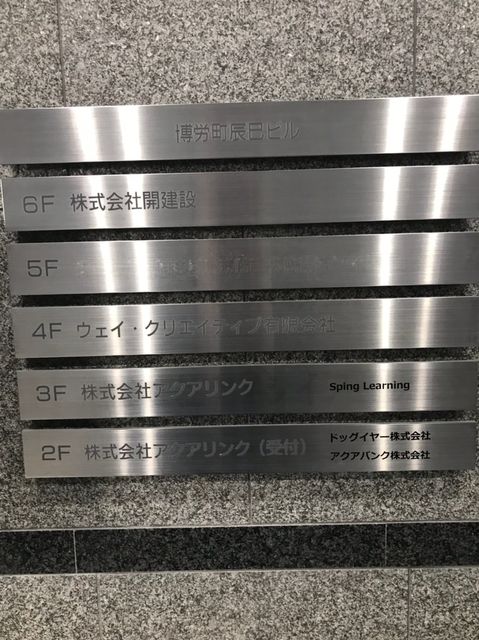 博労町辰巳ビル
6F 株式会社開建設
5F
4F ウェイ・クリエイティブ有限会社
3F 株式会社アクアリンク Sping Learning
2F 株式会社アクアリンク（受付） ドッグイヤー株式会社
アクアバンク株式会社